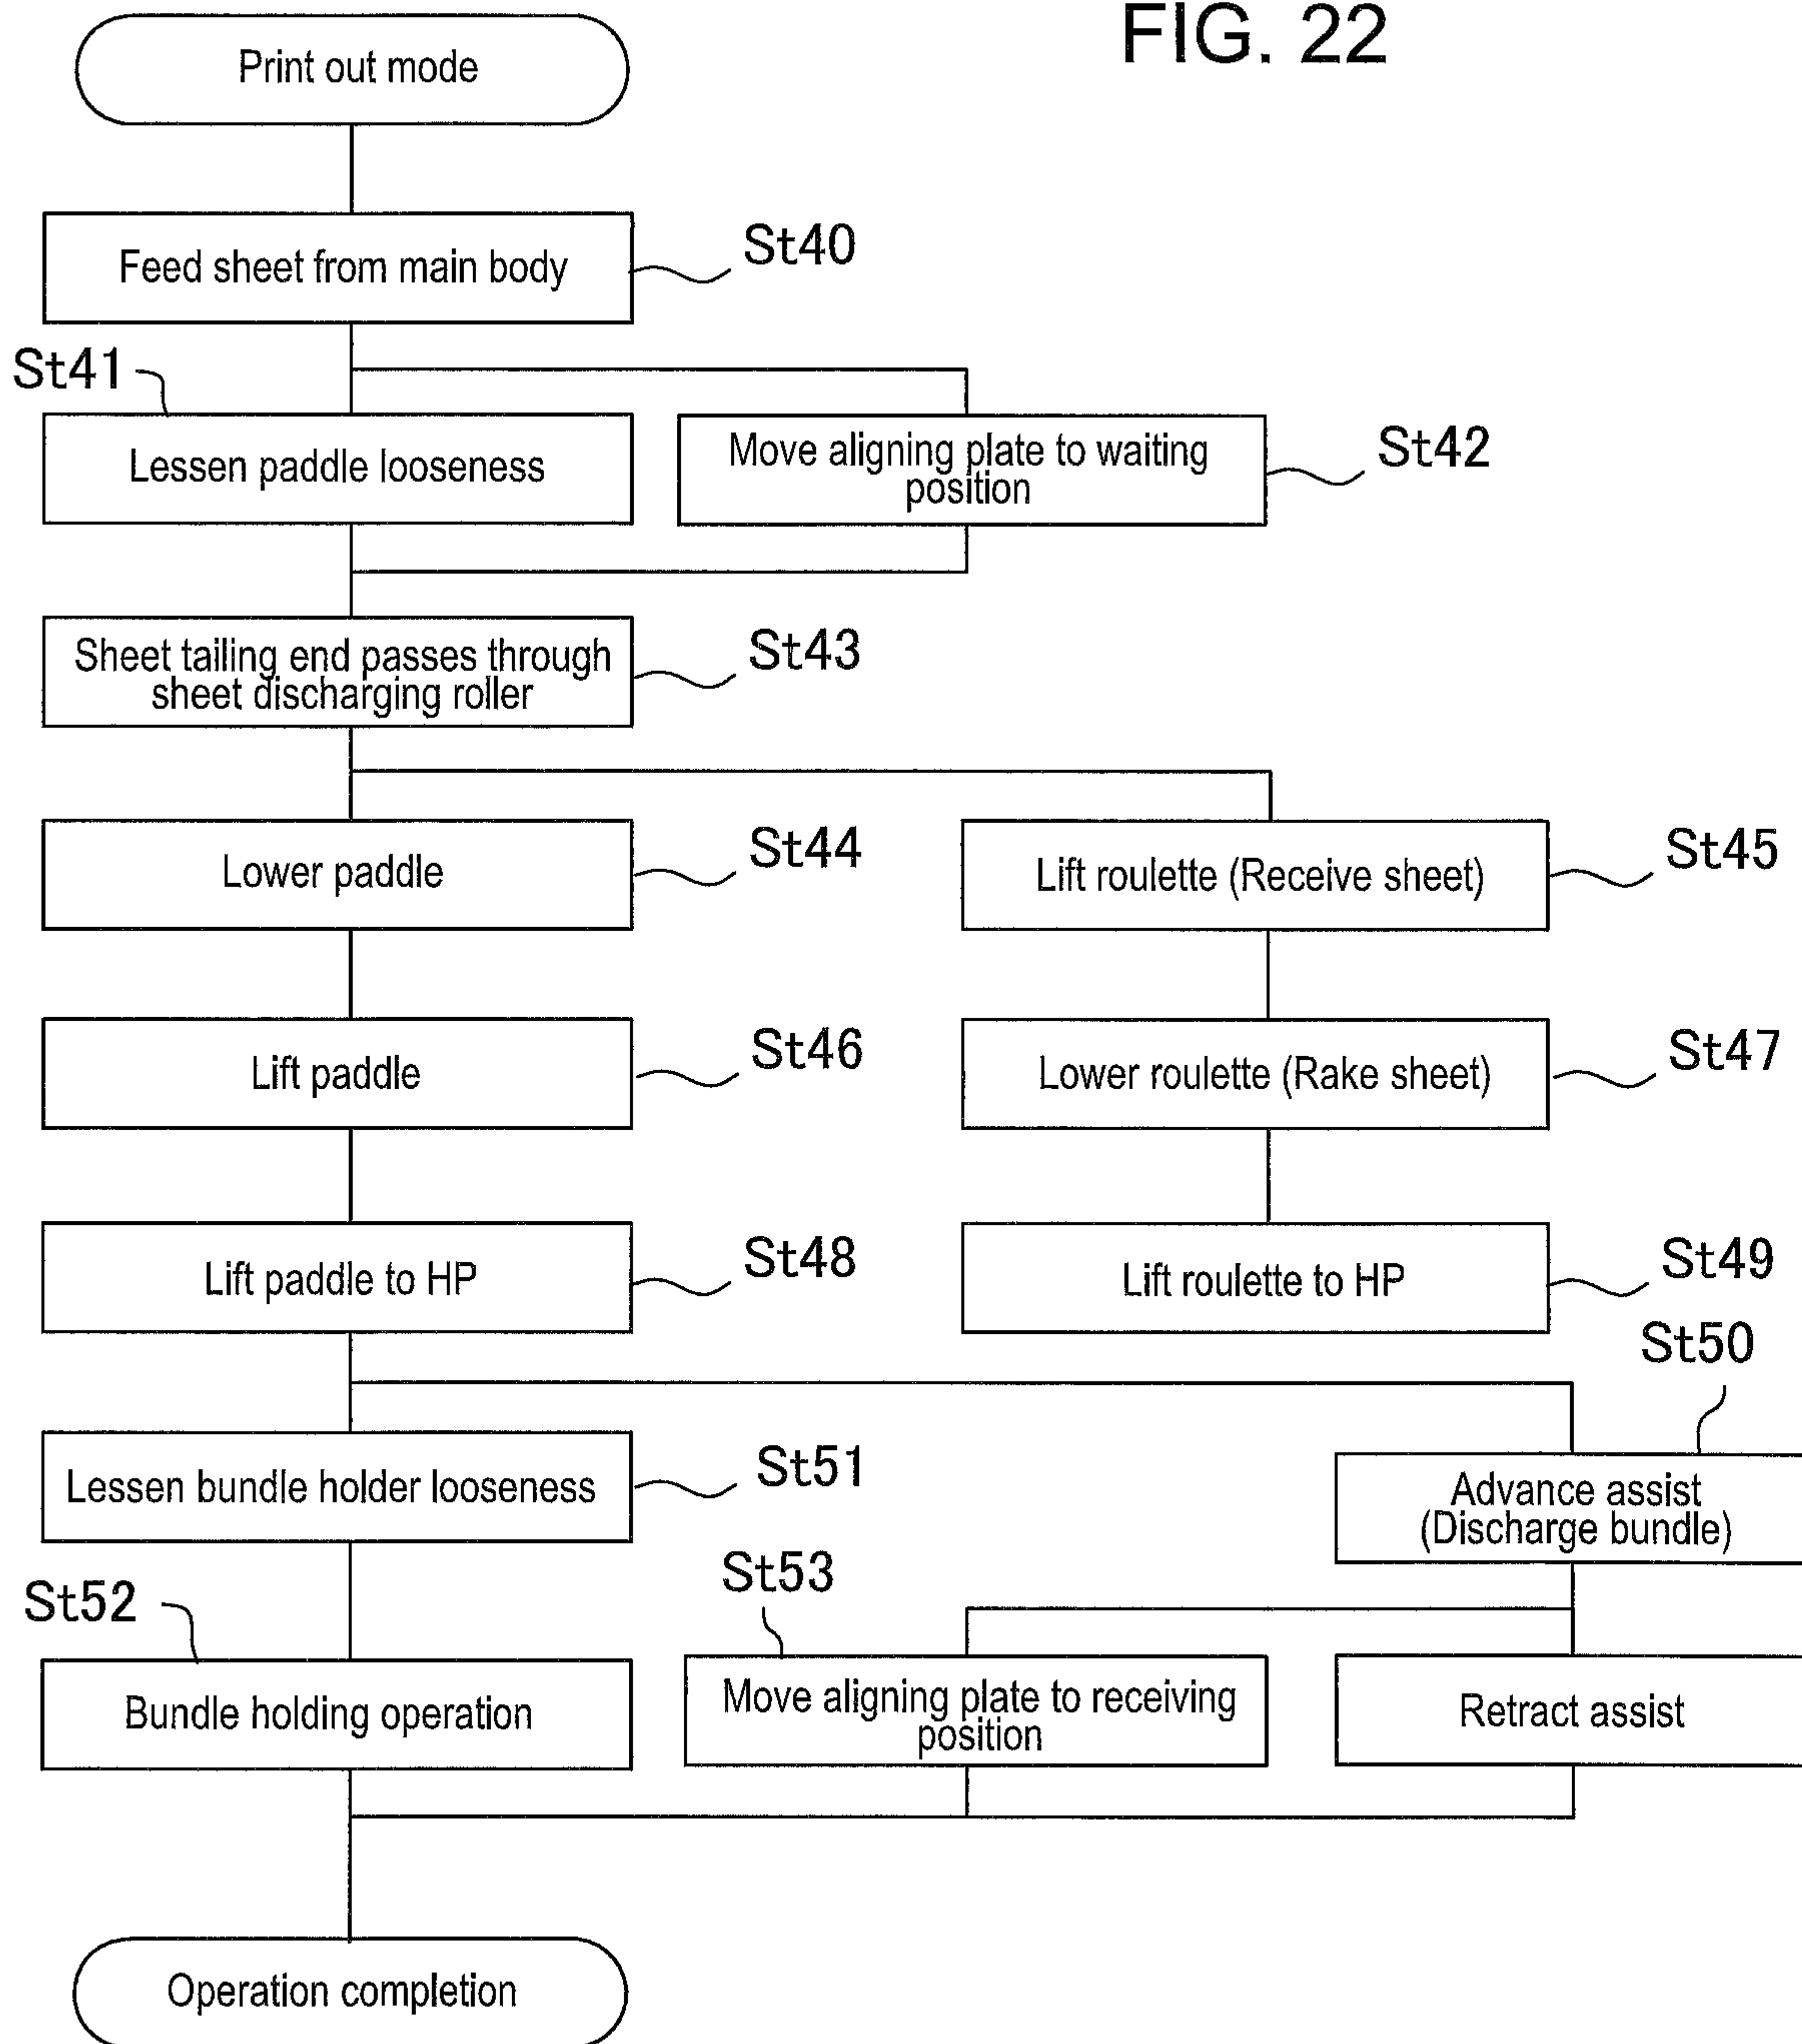 FIG. 22
Print out mode
Feed sheet from main body
St40
St41
Lessen paddle looseness
Move aligning plate to waiting
position
St42
Sheet tailing end passes through
sheet discharging roller
St43
Lower paddle
St44
Lift roulette (Receive sheet)
St45
Lift paddle
St46
Lower roulette (Rake sheet)
St47
Lift paddle to HP
St48
Lift roulette to HP
St49
St50
Lessen bundle holder looseness
St51
Advance assist
(Discharge bundle)
St52
St53
Bundle holding operation
Move aligning plate to receiving
position
Retract assist
Operation completion